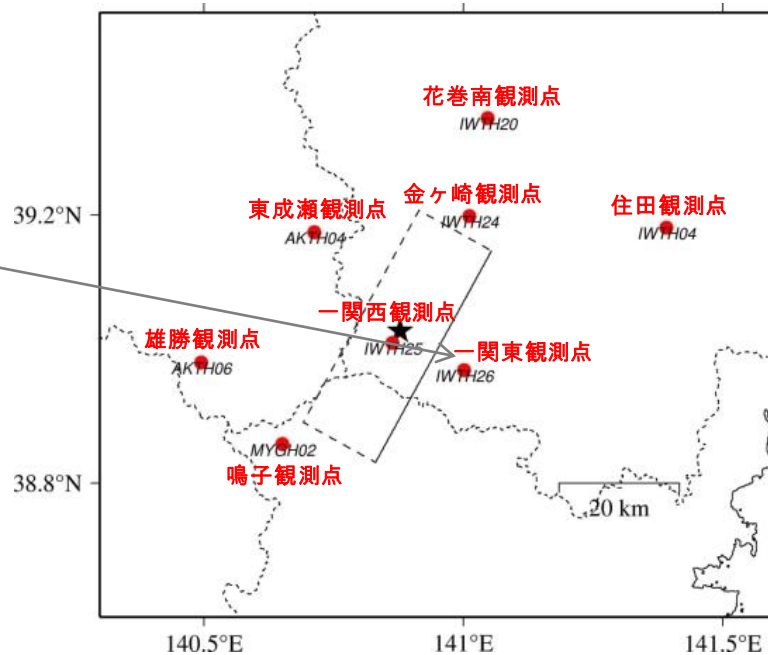 花巻南観測点
IWTH20
39.2°N
東成瀬観測点
AKTH04
金ヶ崎観測点
IWTH24
住田観測点
IWTH04
一関西観測点
IWTH25
雄勝観測点
AKTH06
一関東観測点
IWTH26
MYGH02
鳴子観測点
38.8°N
20 km
140.5°E
141°E
141.5°E